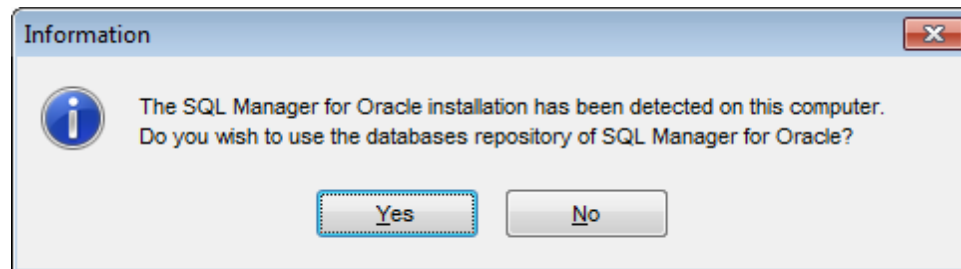 Information
The SQL Manager for Oracle installation has been detected on this computer.
Do you wish to use the databases repository of SQL Manager for Oracle?
Yes
No